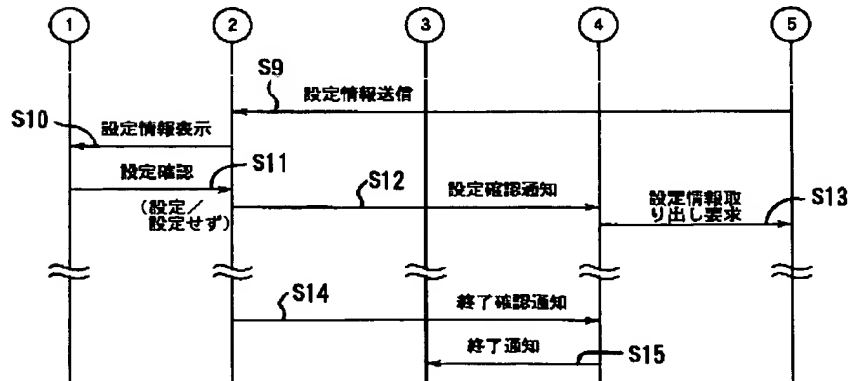 1
2
3
4
5
S9
設定情報送信
S10
設定情報表示
設定確認
S11
(設定/
設定せず)
S12
設定確認通知
設定情報取
り出し要求
S13
S14
終了確認通知
終了通知
S15